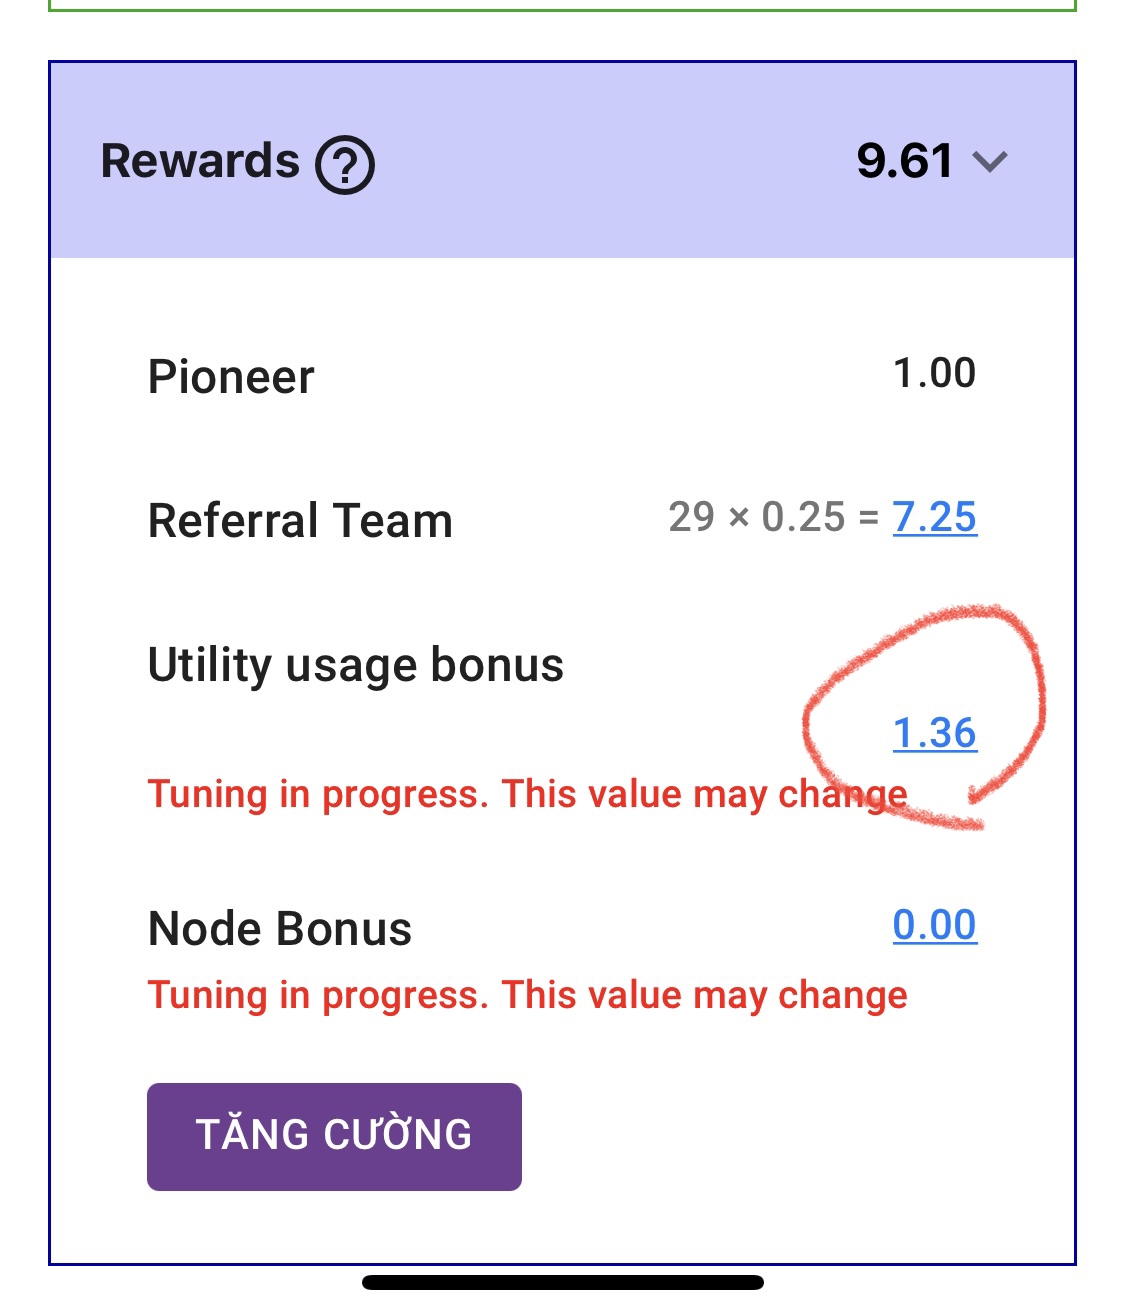 Rewards ? 9.61
Pioneer 1.00
Referral Team 29 × 0.25 = 7.25
Utility usage bonus
1.36
Tuning in progress. This value may change
Node Bonus 0.00
Tuning in progress. This value may change
TĂNG CƯỜNG